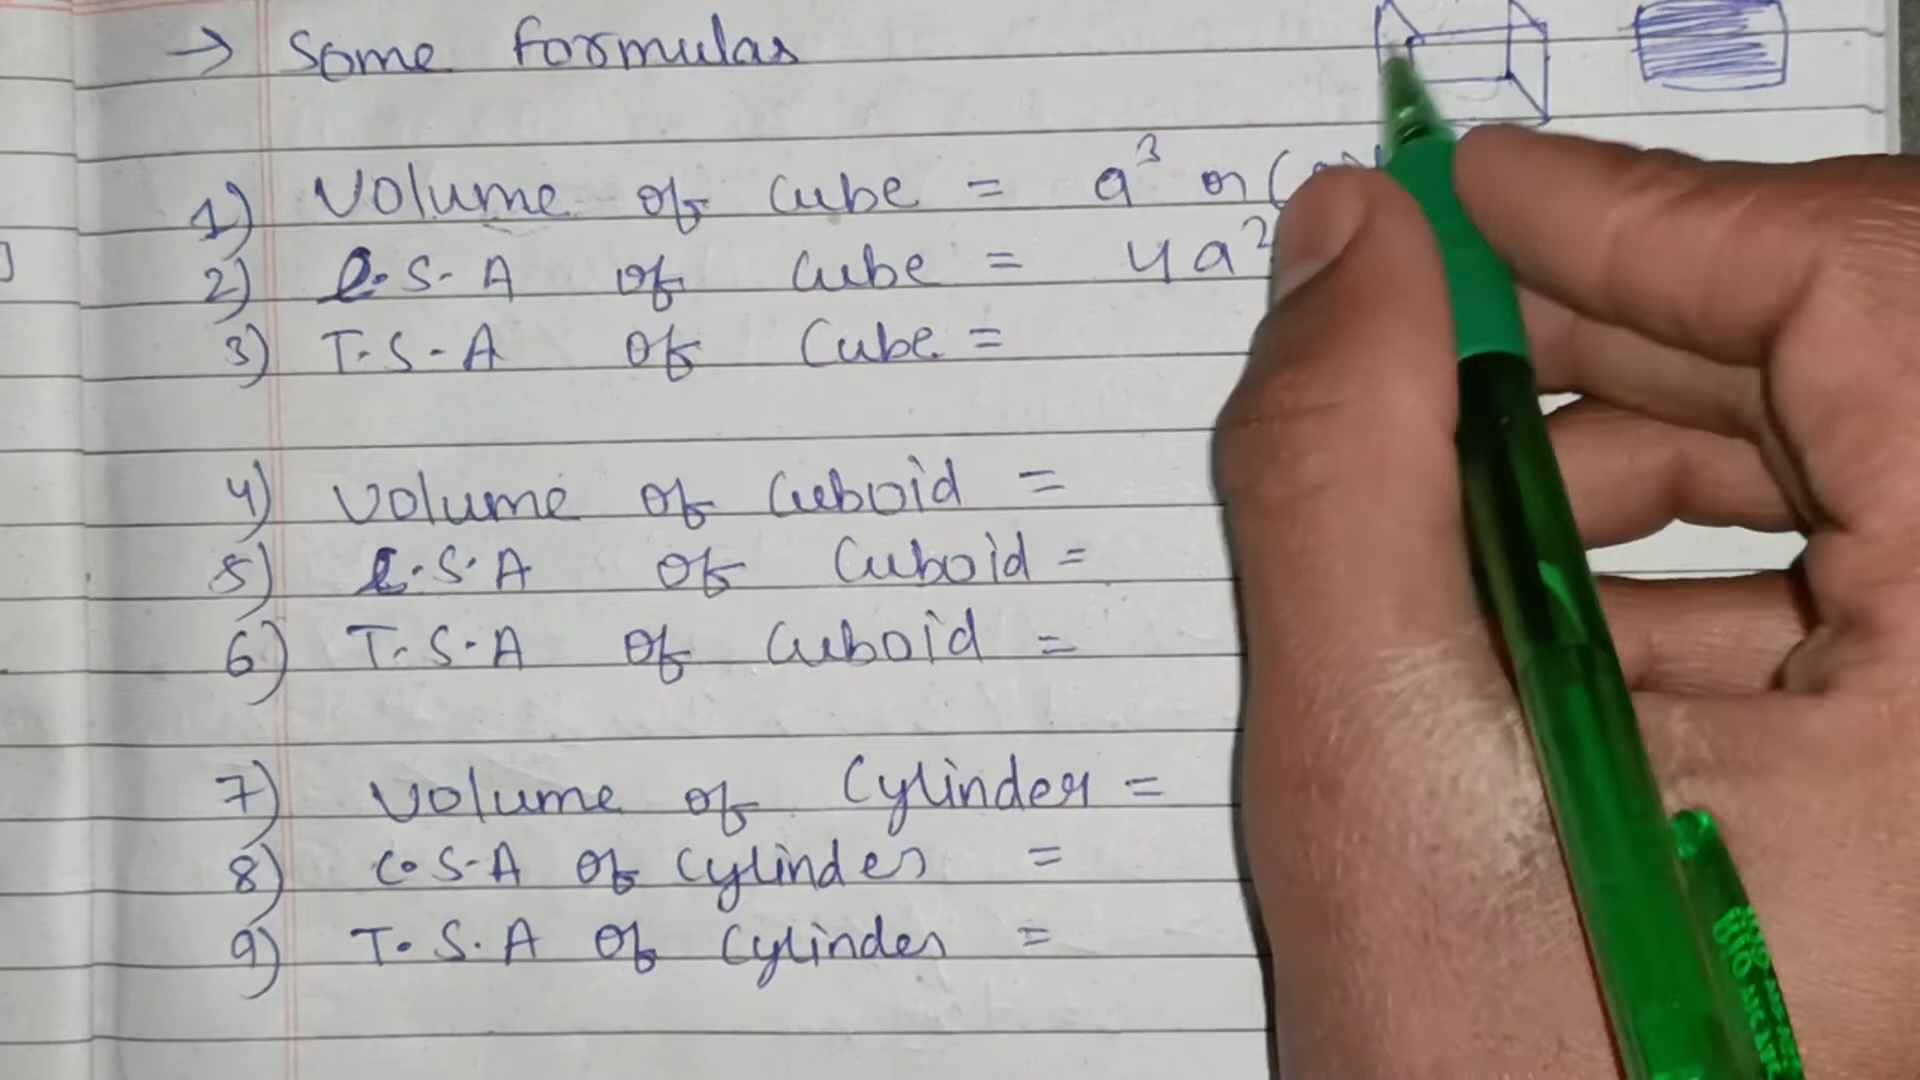 → Some formulas
1) Volume of Cube = a³ or (
2) L.S.A of Cube = 4a²
3) T.S.A of Cube =
4) Volume of Cuboid =
5) L.S.A of Cuboid =
6) T.S.A of Cuboid =
7) Volume of Cylinder =
8) C.S.A of Cylinder =
9) T.S.A of Cylinder =